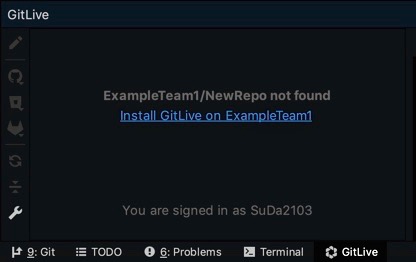 GitLive
ExampleTeam1/NewRepo not found
Install GitLive on ExampleTeam1
You are signed in as SuDa2103
9: Git TODO 6: Problems Terminal GitLive